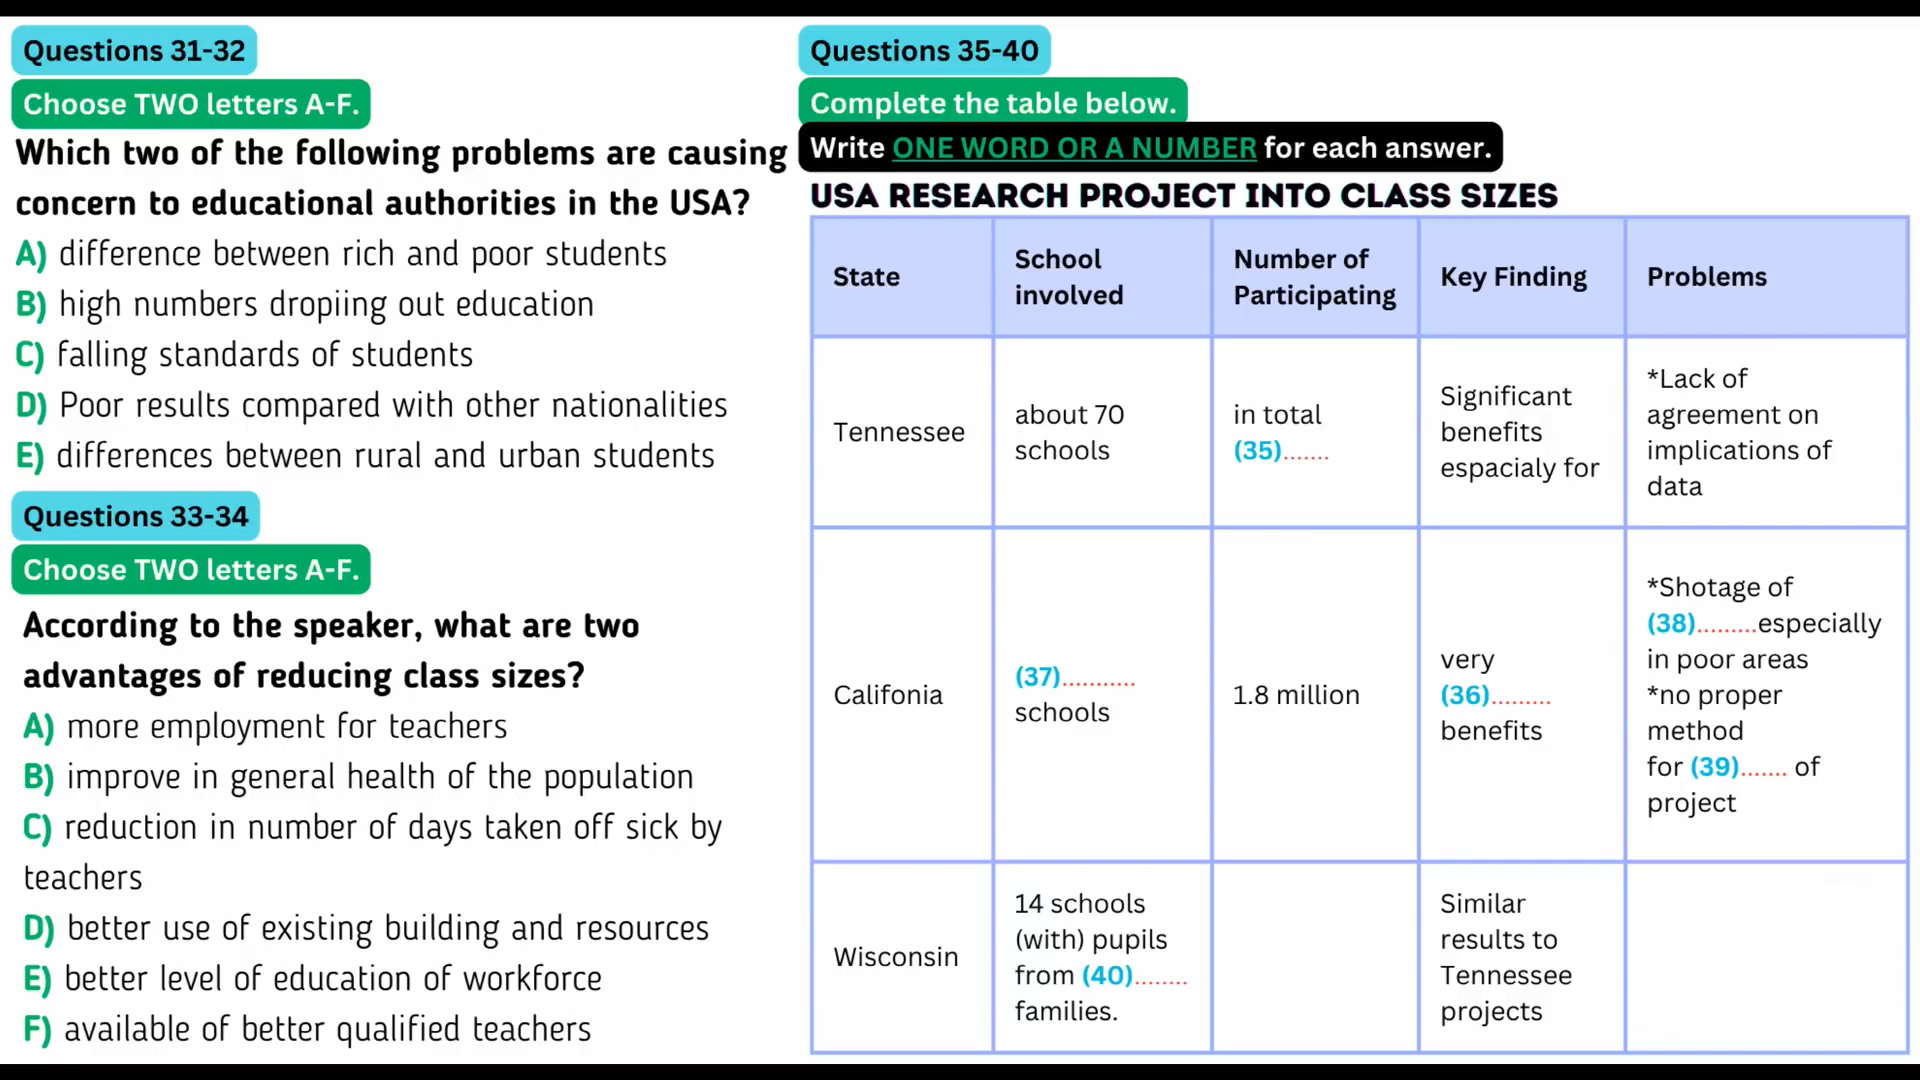 Questions 31-32
Choose TWO letters A-F.
Which two of the following problems are causing
concern to educational authorities in the USA?
A) difference between rich and poor students
B) high numbers dropiing out education
C) falling standards of students
D) Poor results compared with other nationalities
E) differences between rural and urban students
Questions 33-34
Choose TWO letters A-F.
According to the speaker, what are two
advantages of reducing class sizes?
A) more employment for teachers
B) improve in general health of the population
C) reduction in number of days taken off sick by
teachers
D) better use of existing building and resources
E) better level of education of workforce
F) available of better qualified teachers
Questions 35-40
Complete the table below.
Write ONE WORD OR A NUMBER for each answer.
USA RESEARCH PROJECT INTO CLASS SIZES
State
School
involved
Number of
Participating
Key Finding
Problems
Tennessee
about 70
schools
in total
(35).......
Significant
benefits
espacialy for
*Lack of
agreement on
implications of
data
Califonia
(37)...........
schools
1.8 million
very
(36).........
benefits
*Shotage of
(38).........especially
in poor areas
*no proper
method
for (39)....... of
project
Wisconsin
14 schools
(with) pupils
from (40)........
families.
Similar
results to
Tennessee
projects